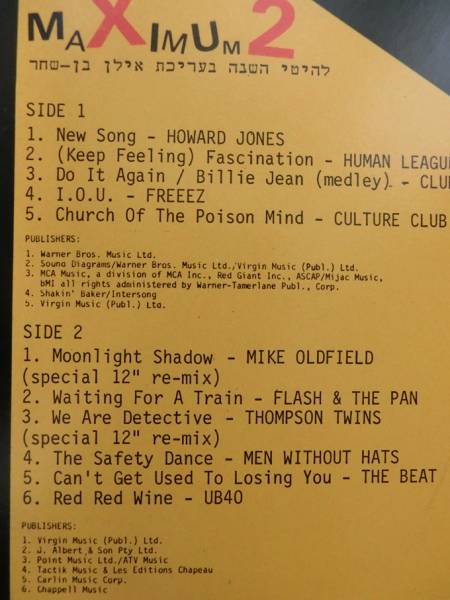 MAXIMUM 2
להיטי השנה בעריכת אילן בן-שחר
SIDE 1
1. New Song - HOWARD JONES
2. (Keep Feeling) Fascination - HUMAN LEAGU
3. Do It Again / Billie Jean (medley) - CLU
4. I.O.U. - FREEEZ
5. Church Of The Poison Mind - CULTURE CLUB
PUBLISHERS:
1. Warner Bros. Music Ltd.
2. Sound Diagrams/Warner Bros. Music Ltd./Virgin Music (Publ.) Ltd.
3. MCA Music, a division of MCA Inc., Red Giant Inc., ASCAP/Mijac Music,
bMI all rights administered by Warner-Tamerlane Publ., Corp.
4. Shakin' Baker/Intersong
5. Virgin Music (Publ.) Ltd.
SIDE 2
1. Moonlight Shadow - MIKE OLDFIELD
(special 12" re-mix)
2. Waiting For A Train - FLASH & THE PAN
3. We Are Detective - THOMPSON TWINS
(special 12" re-mix)
4. The Safety Dance - MEN WITHOUT HATS
5. Can't Get Used To Losing You - THE BEAT
6. Red Red Wine - UB40
PUBLISHERS:
1. Virgin Music (Publ.) Ltd.
2. J. Albert & Son Pty Ltd.
3. Point Music Ltd./ATV Music
4. Tactik Music & Les Editions Chapeau
5. Carlin Music Corp.
6. Chappell Music